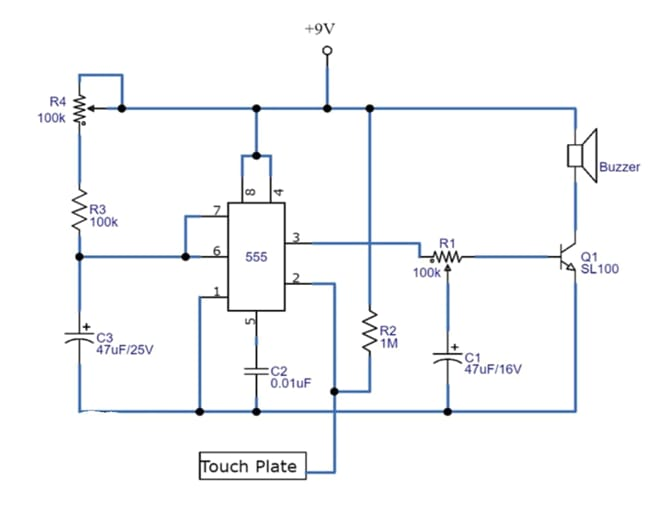 +9V
R4
100k
8
4
Buzzer
R3
100k
7
3
R1
6
555
100k
Q1
SL100
2
1
5
R2
1M
C3
47uF/25V
C1
47uF/16V
C2
0.01uF
Touch Plate